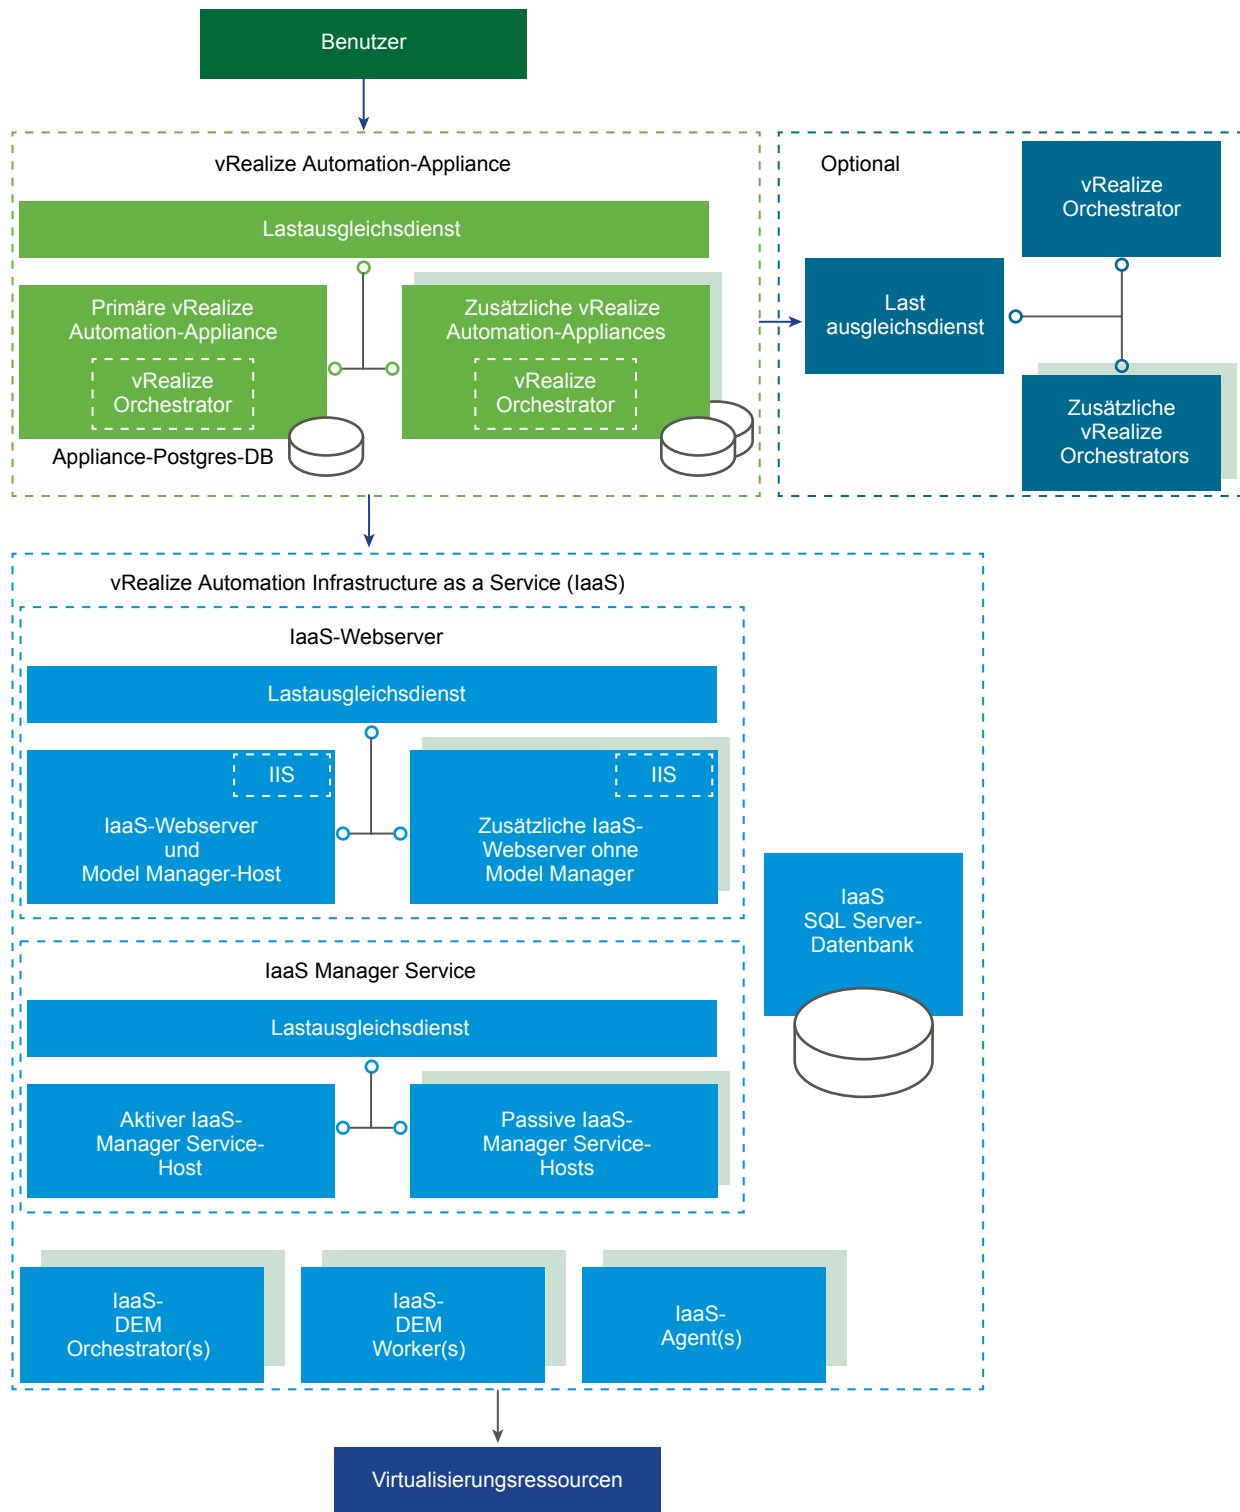 Benutzer
vRealize Automation-Appliance
Lastausgleichsdienst
Primäre vRealize
Automation-Appliance
vRealize
Orchestrator
Zusätzliche vRealize
Automation-Appliances
vRealize
Orchestrator
Appliance-Postgres-DB
Optional
vRealize
Orchestrator
Last
ausgleichsdienst
Zusätzliche
vRealize
Orchestrators
vRealize Automation Infrastructure as a Service (IaaS)
IaaS-Webserver
Lastausgleichsdienst
IIS
IaaS-Webserver
und
Model Manager-Host
IIS
Zusätzliche IaaS-
Webserver ohne
Model Manager
IaaS
SQL Server-
Datenbank
IaaS Manager Service
Lastausgleichsdienst
Aktiver IaaS-
Manager Service-
Host
Passive IaaS-
Manager Service-
Hosts
IaaS-
DEM
Orchestrator(s)
IaaS-
DEM
Worker(s)
IaaS-
Agent(s)
Virtualisierungsressourcen